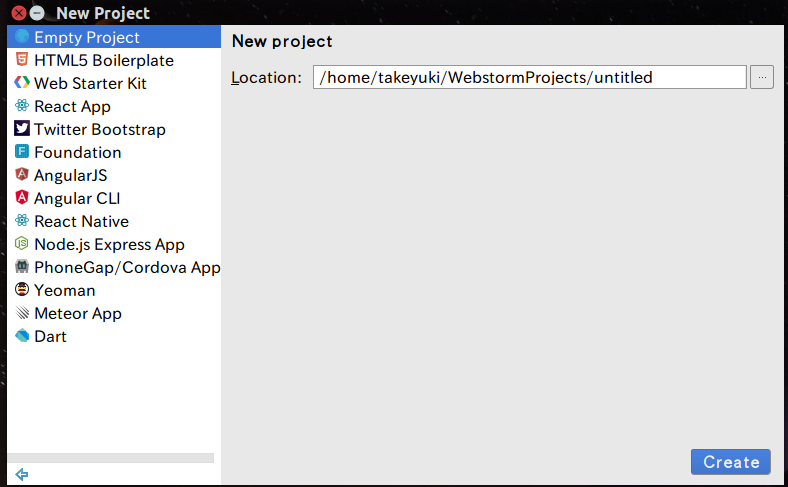 New Project
Empty Project
HTML5 Boilerplate
Web Starter Kit
React App
Twitter Bootstrap
Foundation
AngularJS
Angular CLI
React Native
Node.js Express App
PhoneGap/Cordova App
Yeoman
Meteor App
Dart
New project
Location: /home/takeyuki/WebstormProjects/untitled ...
Create